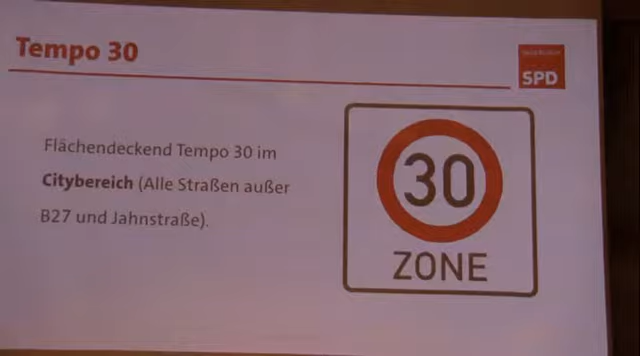 Tempo 30
SPD
Flächendeckend Tempo 30 im
Citybereich (Alle Straßen außer
B27 und Jahnstraße).
30
ZONE